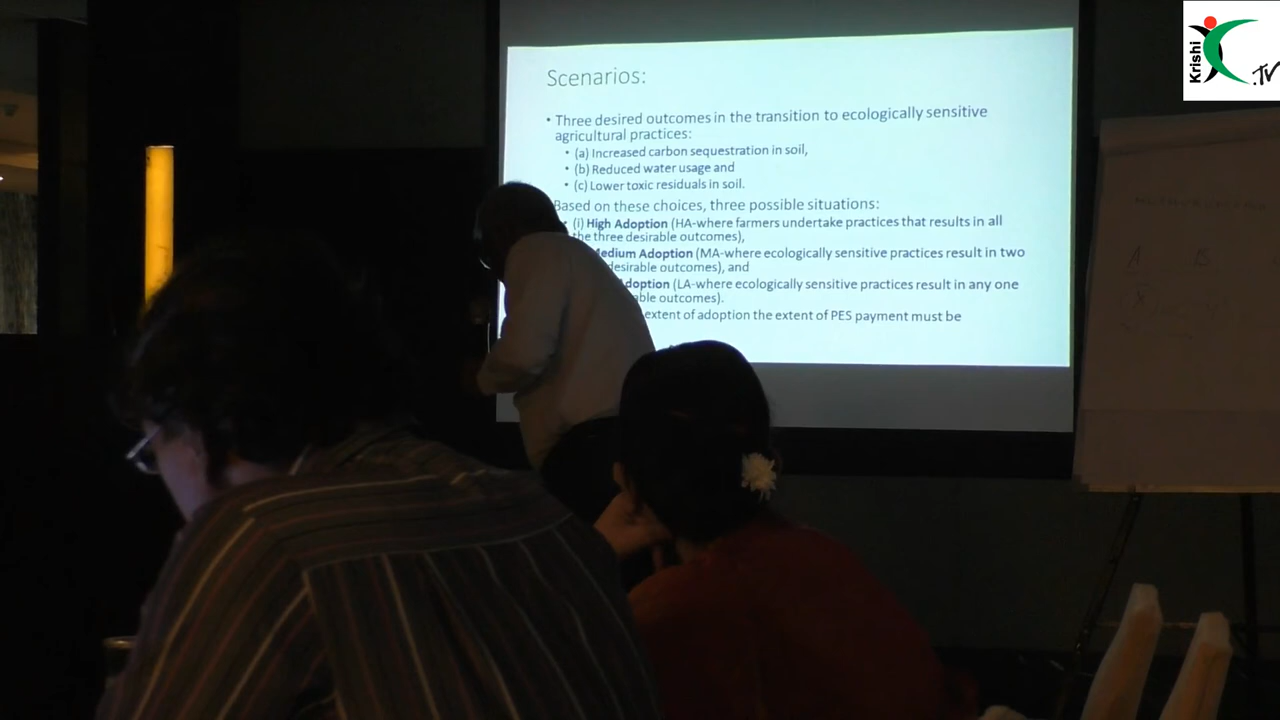 Krishi
.TV
Scenarios:
• Three desired outcomes in the transition to ecologically sensitive
agricultural practices:
• (a) Increased carbon sequestration in soil,
• (b) Reduced water usage and
• (c) Lower toxic residuals in soil.
Based on these choices, three possible situations:
(i) High Adoption (HA-where farmers undertake practices that results in all
the three desirable outcomes),
Medium Adoption (MA-where ecologically sensitive practices result in two
desirable outcomes), and
(LA-where ecologically sensitive practices result in any one
outcomes).
extent of adoption the extent of PES payment must be
A B